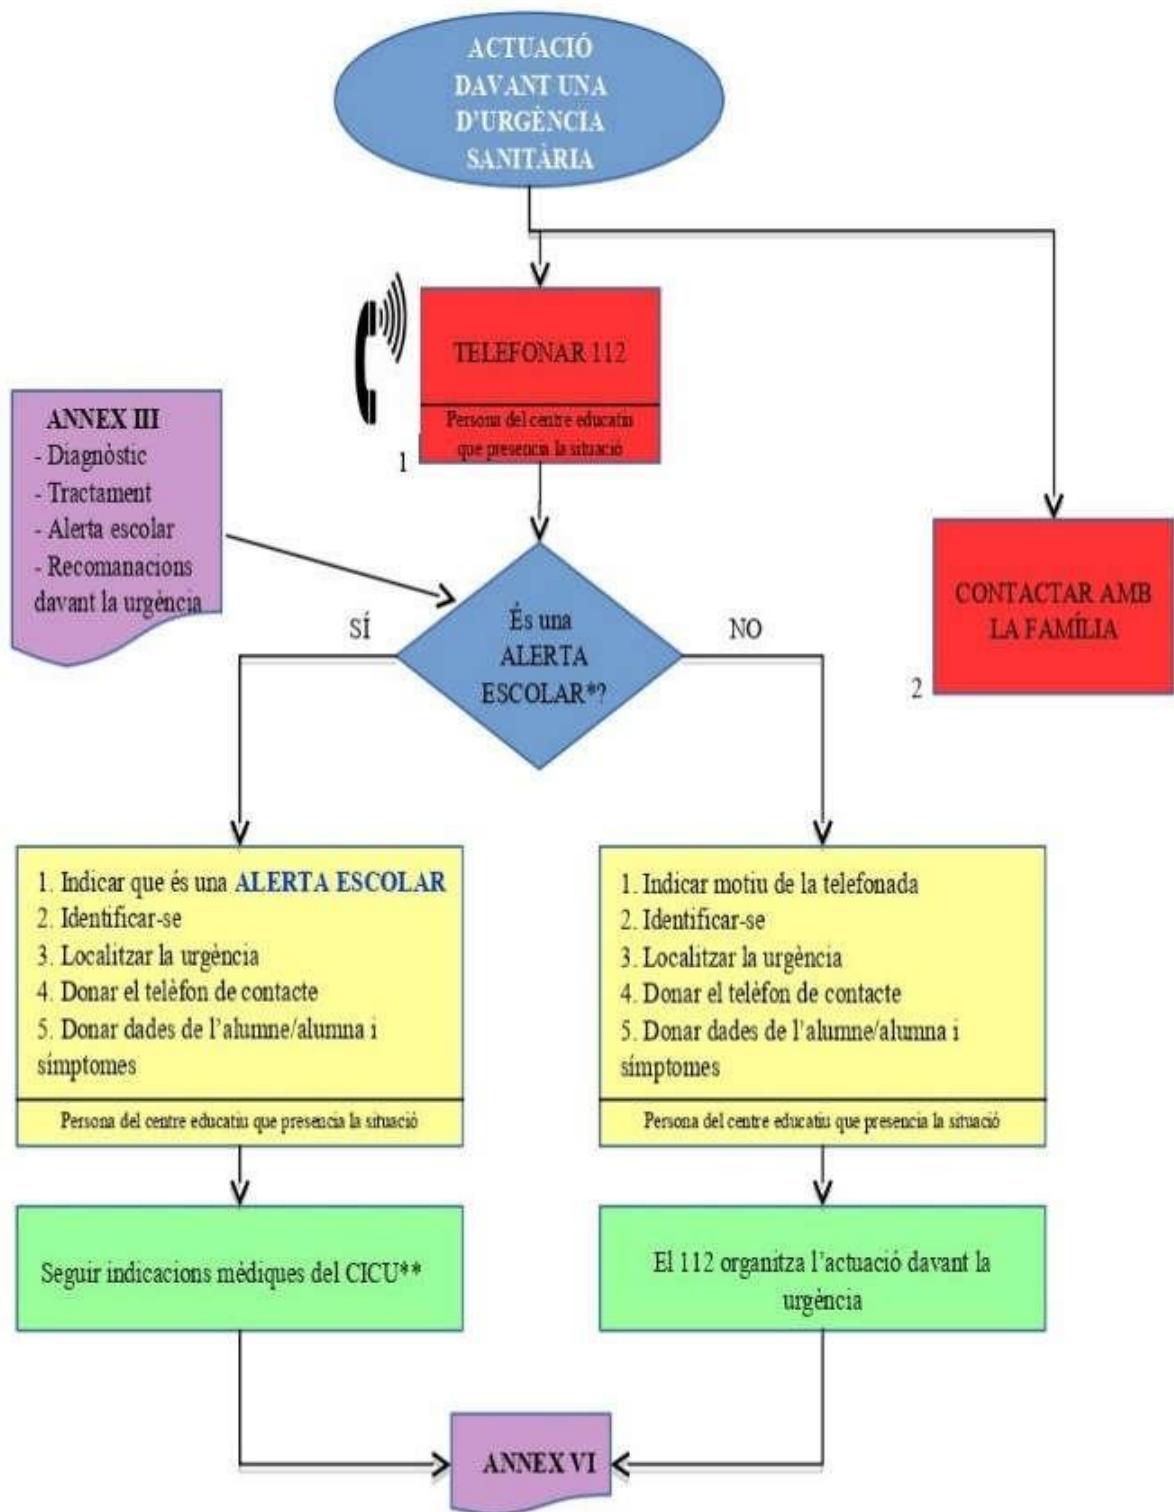 ACTUACIÓ
DAVANT UNA
D'URGÈNCIA
SANITÀRIA
TELEFONAR 112
Persona del centre educatiu
que presencia la situació
1
ANNEX III
- Diagnòstic
- Tractament
- Alerta escolar
- Recomanacions
davant la urgència
CONTACTAR AMB
LA FAMÍLIA
2
SÍ
És una
ALERTA
ESCOLAR*?
NO
1. Indicar que és una ALERTA ESCOLAR
2. Identificar-se
3. Localitzar la urgència
4. Donar el telèfon de contacte
5. Donar dades de l'alumne/alumna i
símptomes
Persona del centre educatiu que presencia la situació
1. Indicar motiu de la telefonada
2. Identificar-se
3. Localitzar la urgència
4. Donar el telèfon de contacte
5. Donar dades de l'alumne/alumna i
símptomes
Persona del centre educatiu que presencia la situació
Seguir indicacions mèdiques del CICU**
El 112 organitza l'actuació davant la
urgència
ANNEX VI